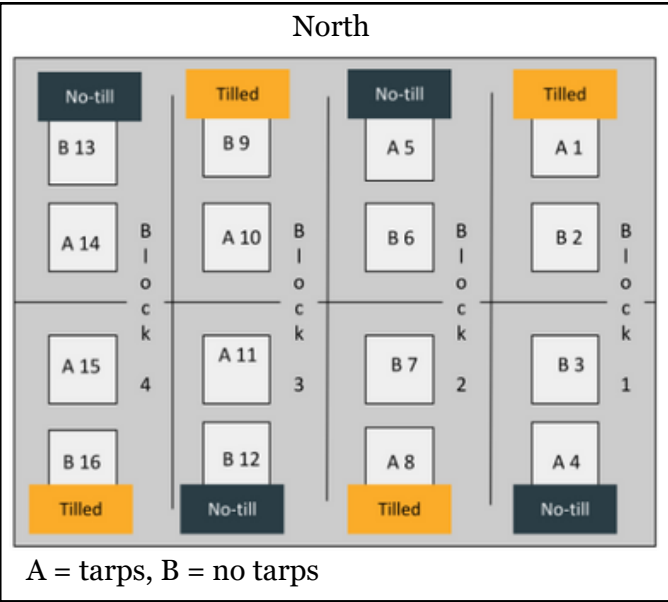 North
No-till Tilled No-till Tilled
B 13 B 9 A 5 A 1
A 14 A 10 B 6 B 2
Block 4
Block 3
Block 2
Block 1
A 15 A 11 B 7 B 3
B 16 B 12 A 8 A 4
Tilled No-till Tilled No-till
A = tarps, B = no tarps